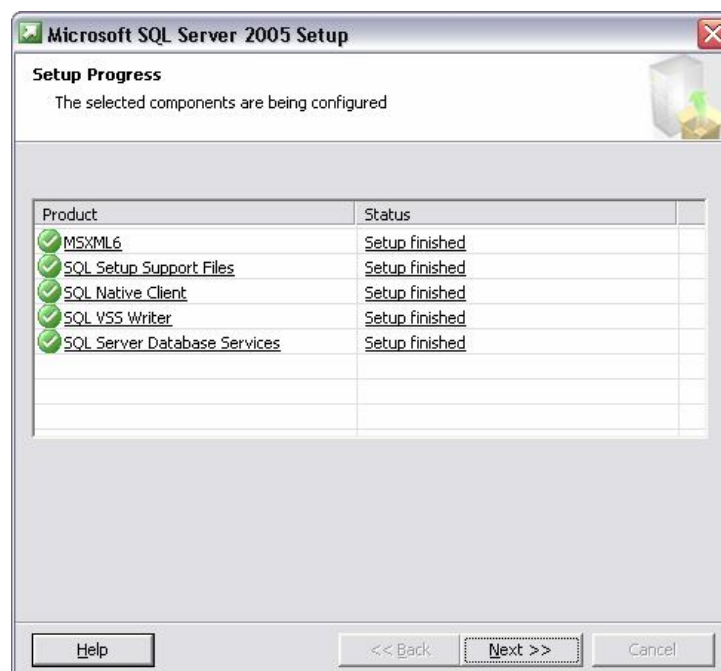 Microsoft SQL Server 2005 Setup
Setup Progress
The selected components are being configured
Product Status
MSXML6 Setup finished
SQL Setup Support Files Setup finished
SQL Native Client Setup finished
SQL VSS Writer Setup finished
SQL Server Database Services Setup finished
Help << Back Next >> Cancel